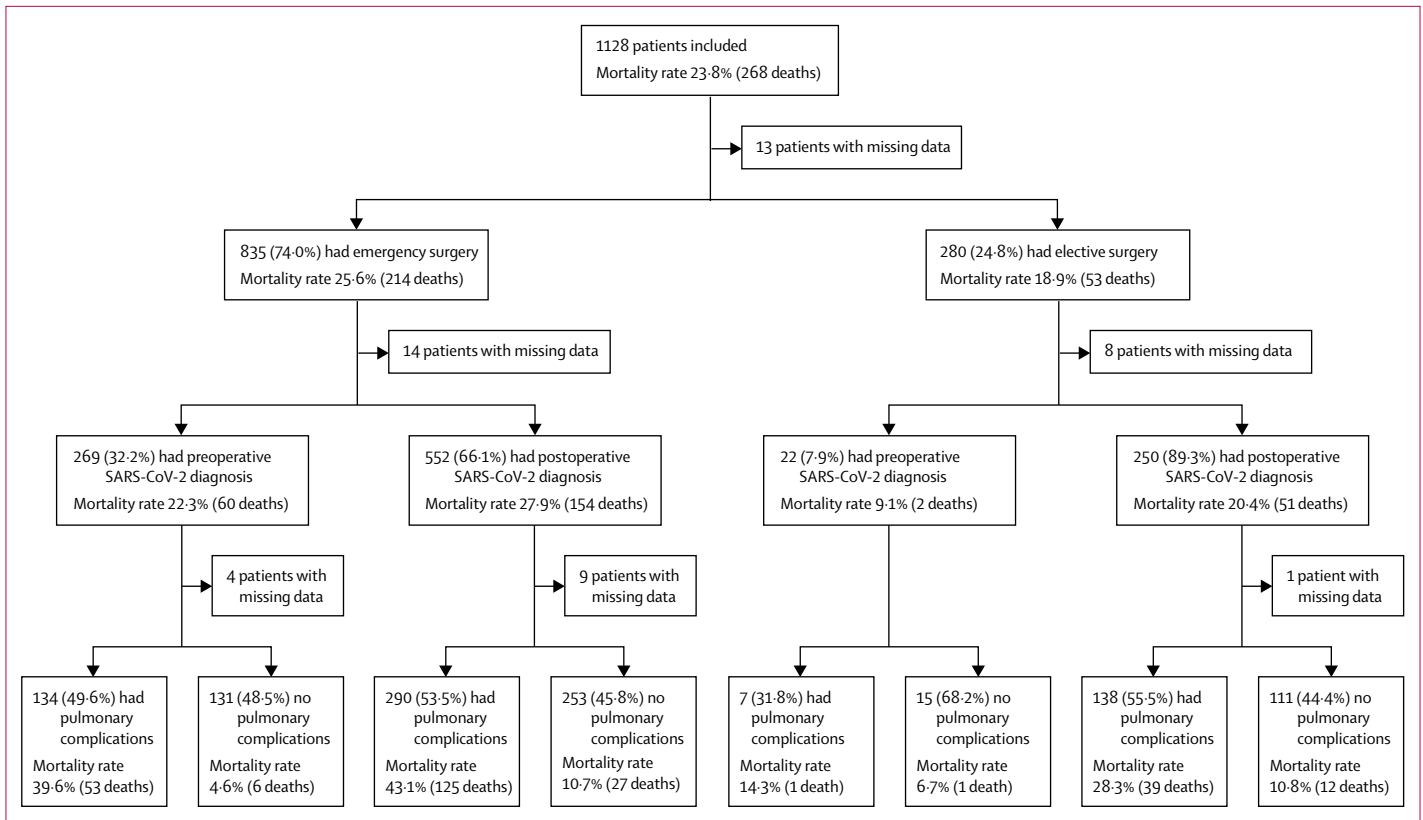 1128 patients included
Mortality rate 23·8% (268 deaths)
13 patients with missing data
835 (74·0%) had emergency surgery
Mortality rate 25·6% (214 deaths)
280 (24·8%) had elective surgery
Mortality rate 18·9% (53 deaths)
14 patients with missing data
8 patients with missing data
269 (32·2%) had preoperative
SARS-CoV-2 diagnosis
Mortality rate 22·3% (60 deaths)
552 (66·1%) had postoperative
SARS-CoV-2 diagnosis
Mortality rate 27·9% (154 deaths)
22 (7·9%) had preoperative
SARS-CoV-2 diagnosis
Mortality rate 9·1% (2 deaths)
250 (89·3%) had postoperative
SARS-CoV-2 diagnosis
Mortality rate 20·4% (51 deaths)
4 patients with
missing data
9 patients with
missing data
1 patient with
missing data
134 (49·6%) had
pulmonary
complications
Mortality rate
39·6% (53 deaths)
131 (48·5%) no
pulmonary
complications
Mortality rate
4·6% (6 deaths)
290 (53·5%) had
pulmonary
complications
Mortality rate
43·1% (125 deaths)
253 (45·8%) no
pulmonary
complications
Mortality rate
10·7% (27 deaths)
7 (31·8%) had
pulmonary
complications
Mortality rate
14·3% (1 death)
15 (68·2%) no
pulmonary
complications
Mortality rate
6·7% (1 death)
138 (55·5%) had
pulmonary
complications
Mortality rate
28·3% (39 deaths)
111 (44·4%) no
pulmonary
complications
Mortality rate
10·8% (12 deaths)